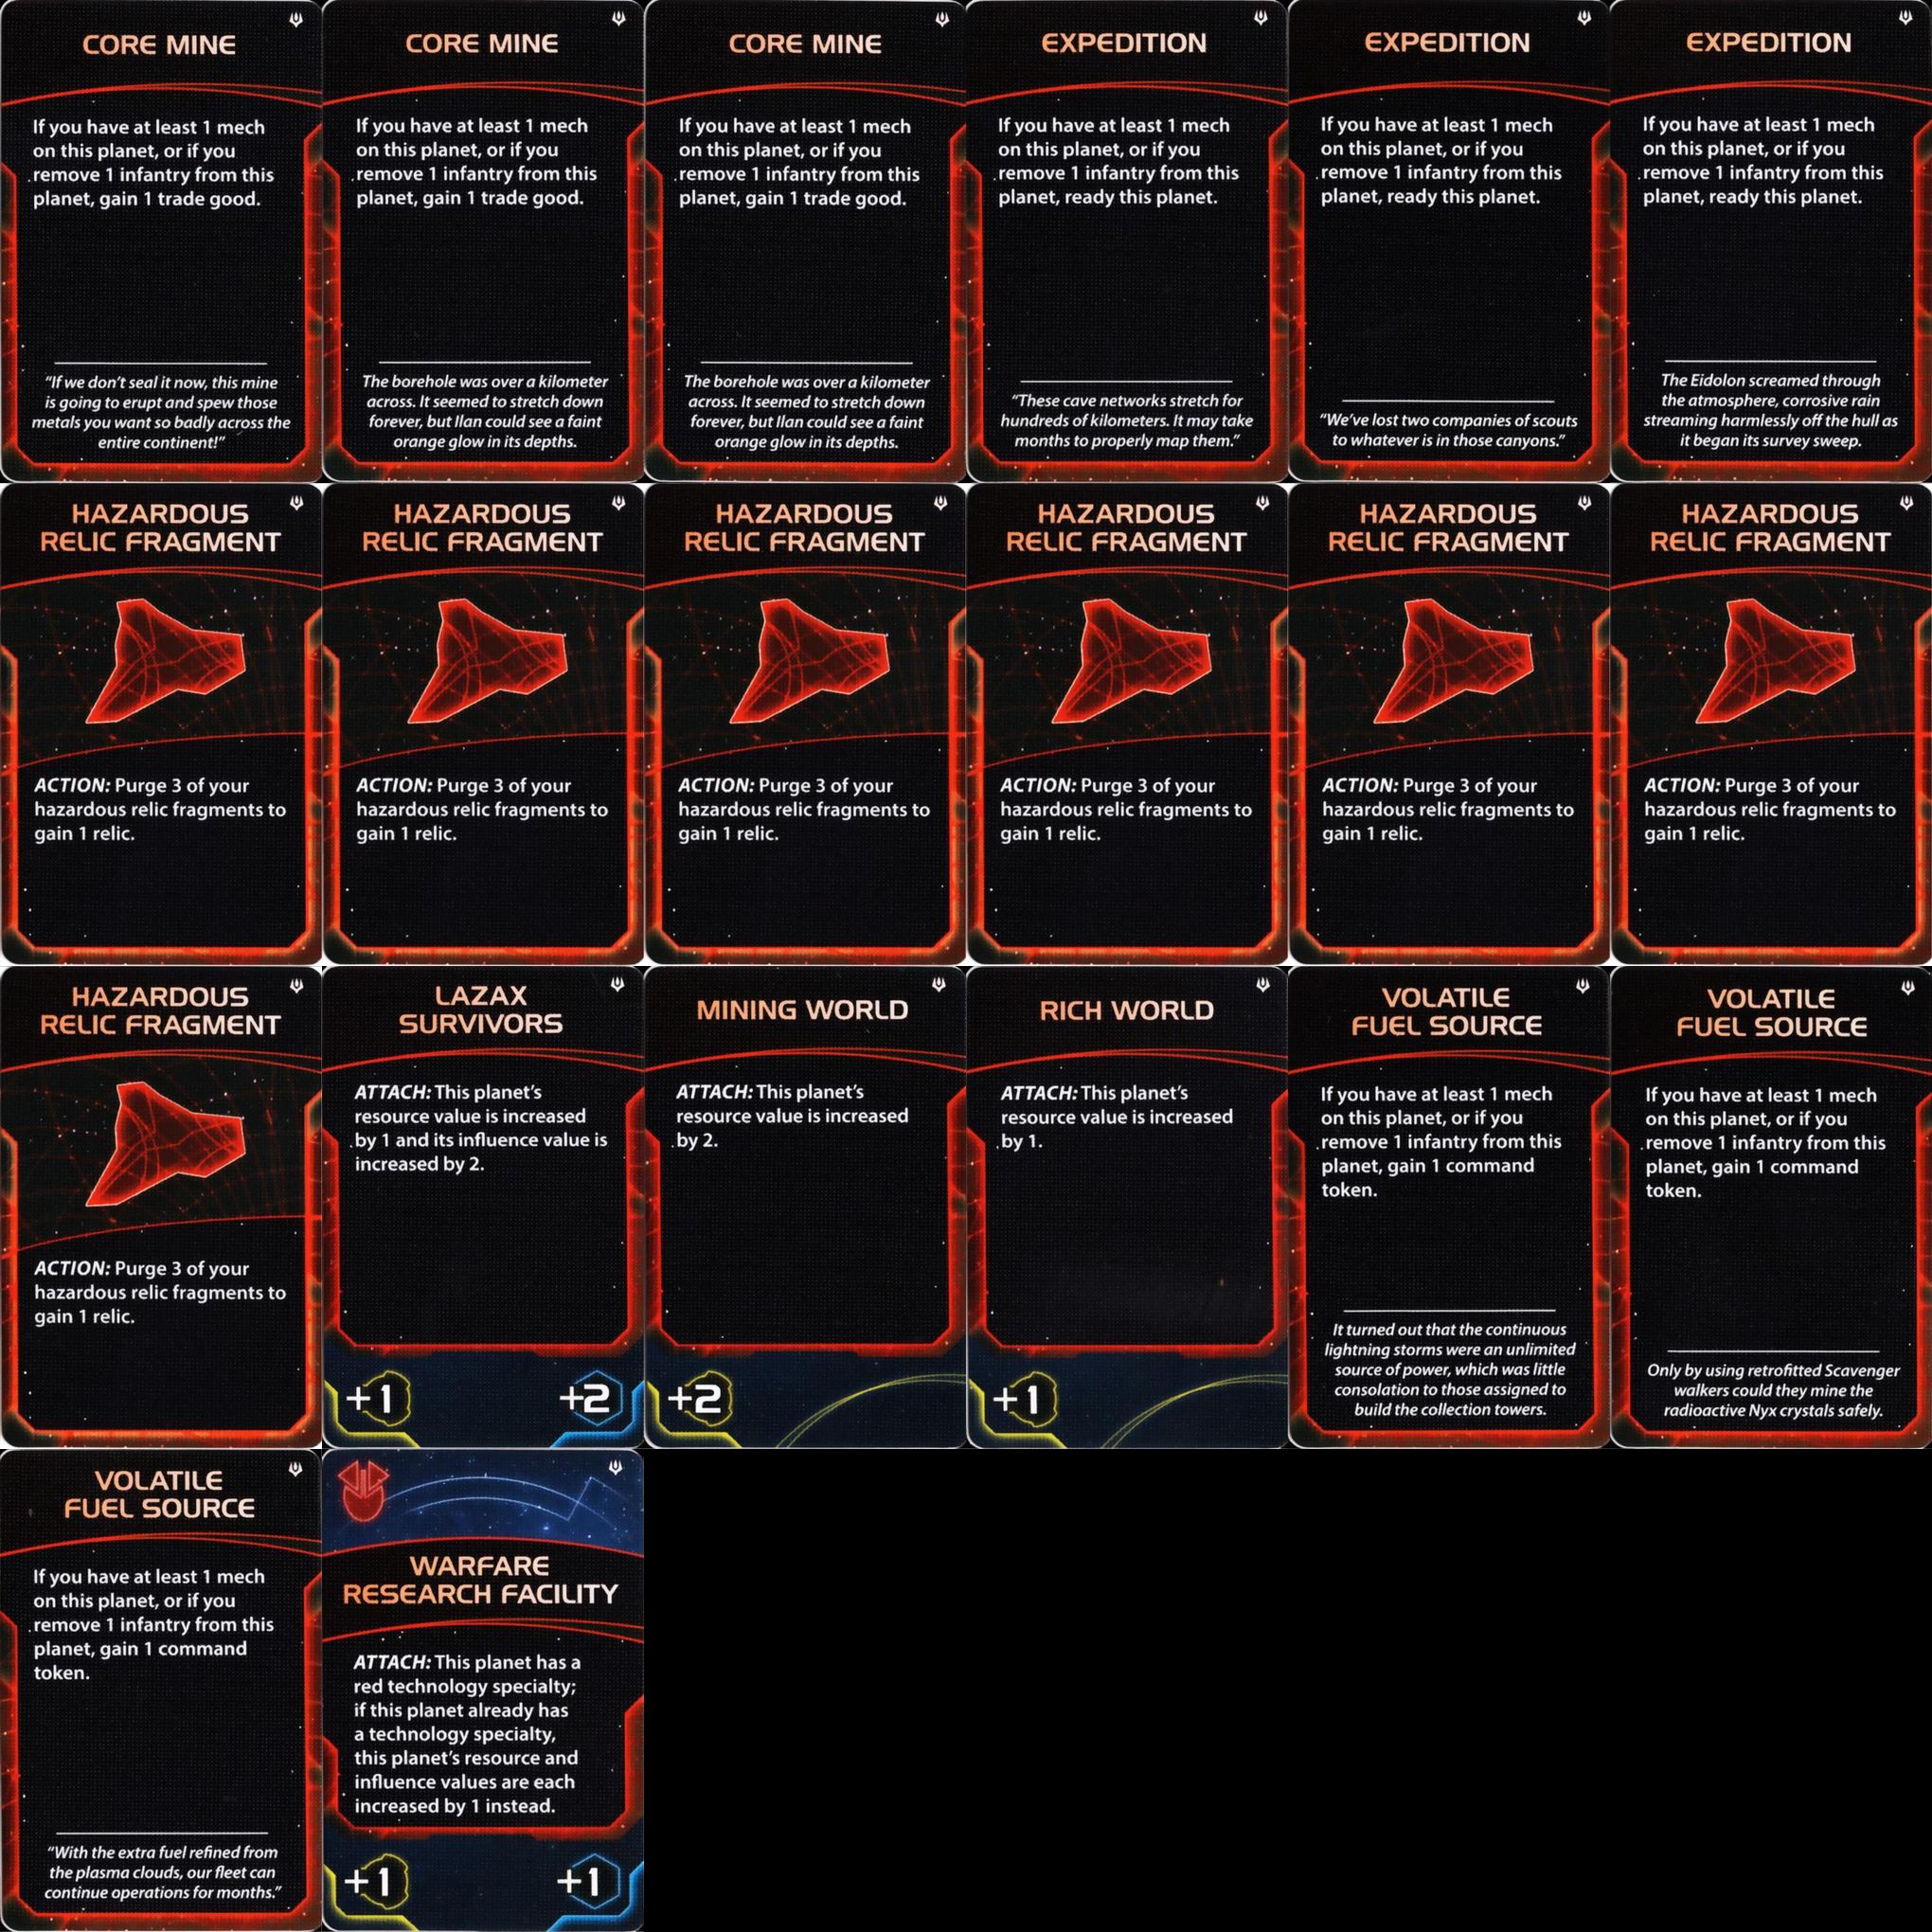 CORE MINE
If you have at least 1 mech
on this planet, or if you
remove 1 infantry from this
planet, gain 1 trade good.
“If we don’t seal it now, this mine
is going to erupt and spew those
metals you want so badly across the
entire continent!”
CORE MINE
If you have at least 1 mech
on this planet, or if you
remove 1 infantry from this
planet, gain 1 trade good.
The borehole was over a kilometer
across. It seemed to stretch down
forever, but Ilan could see a faint
orange glow in its depths.
CORE MINE
If you have at least 1 mech
on this planet, or if you
remove 1 infantry from this
planet, gain 1 trade good.
The borehole was over a kilometer
across. It seemed to stretch down
forever, but Ilan could see a faint
orange glow in its depths.
EXPEDITION
If you have at least 1 mech
on this planet, or if you
remove 1 infantry from this
planet, ready this planet.
“These cave networks stretch for
hundreds of kilometers. It may take
months to properly map them.”
EXPEDITION
If you have at least 1 mech
on this planet, or if you
remove 1 infantry from this
planet, ready this planet.
“We’ve lost two companies of scouts
to whatever is in those canyons.”
EXPEDITION
If you have at least 1 mech
on this planet, or if you
remove 1 infantry from this
planet, ready this planet.
The Eidolon screamed through
the atmosphere, corrosive rain
streaming harmlessly off the hull as
it began its survey sweep.
HAZARDOUS
RELIC FRAGMENT
ACTION: Purge 3 of your
hazardous relic fragments to
gain 1 relic.
HAZARDOUS
RELIC FRAGMENT
ACTION: Purge 3 of your
hazardous relic fragments to
gain 1 relic.
HAZARDOUS
RELIC FRAGMENT
ACTION: Purge 3 of your
hazardous relic fragments to
gain 1 relic.
HAZARDOUS
RELIC FRAGMENT
ACTION: Purge 3 of your
hazardous relic fragments to
gain 1 relic.
HAZARDOUS
RELIC FRAGMENT
ACTION: Purge 3 of your
hazardous relic fragments to
gain 1 relic.
HAZARDOUS
RELIC FRAGMENT
ACTION: Purge 3 of your
hazardous relic fragments to
gain 1 relic.
HAZARDOUS
RELIC FRAGMENT
ACTION: Purge 3 of your
hazardous relic fragments to
gain 1 relic.
LAZAX
SURVIVORS
ATTACH: This planet’s
resource value is increased
by 1 and its influence value is
increased by 2.
+1 +2
MINING WORLD
ATTACH: This planet’s
resource value is increased
by 2.
+2
RICH WORLD
ATTACH: This planet’s
resource value is increased
by 1.
+1
VOLATILE
FUEL SOURCE
If you have at least 1 mech
on this planet, or if you
remove 1 infantry from this
planet, gain 1 command
token.
It turned out that the continuous
lightning storms were an unlimited
source of power, which was little
consolation to those assigned to
build the collection towers.
VOLATILE
FUEL SOURCE
If you have at least 1 mech
on this planet, or if you
remove 1 infantry from this
planet, gain 1 command
token.
Only by using retrofitted Scavenger
walkers could they mine the
radioactive Nyx crystals safely.
VOLATILE
FUEL SOURCE
If you have at least 1 mech
on this planet, or if you
remove 1 infantry from this
planet, gain 1 command
token.
“With the extra fuel refined from
the plasma clouds, our fleet can
continue operations for months.”
WARFARE
RESEARCH FACILITY
ATTACH: This planet has a
red technology specialty;
if this planet already has
a technology specialty,
this planet’s resource and
influence values are each
increased by 1 instead.
+1 +1